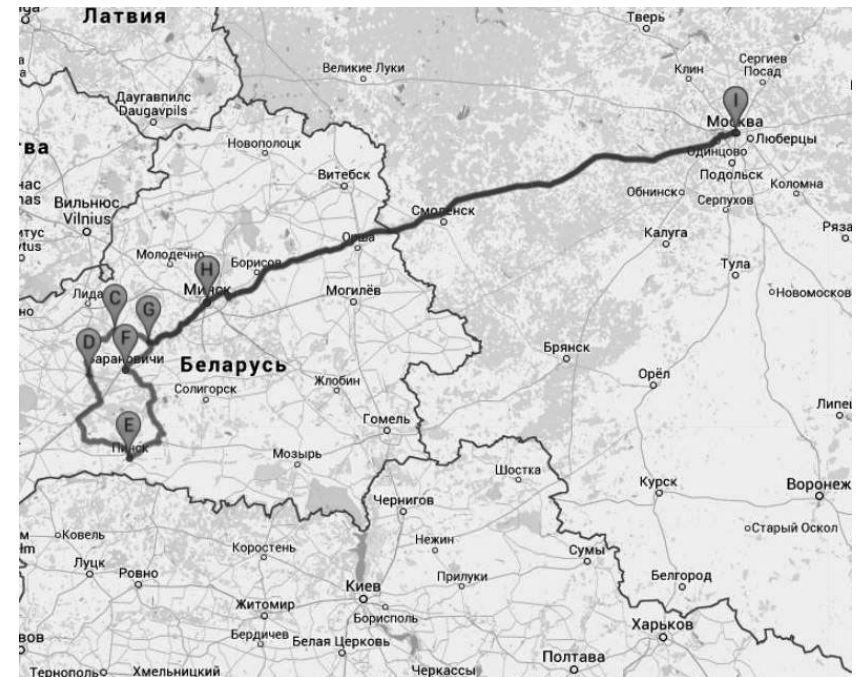 Латвия
Тверь
Сергиев
Посад
Клин
Великие Луки
I
Москва
Люберцы
Одинцово
Подольск
Даугавпилс
Daugavpils
Новополоцк
Витебск
Обнинск
Серпухов
Коломна
Вильнюс
Vilnius
Смоленск
Орша
Калуга
Ряза
Молодечно
H
Борисов
Минск
Тула
Новомосков
Лида
C
G
Могилёв
D
F
Барановичи
Беларусь
Брянск
Орёл
Солигорск
Жлобин
Липец
E
Пинск
Гомель
Мозырь
Шостка
Курск
Воронеж
Чернигов
Старый Оскол
Ковель
Нежин
Коростень
Сумы
Луцк
Ровно
Прилуки
Белгород
Киев
Житомир
Борисполь
Харьков
Бердичев
Белая Церковь
Полтава
Тернополь
Хмельницкий
Черкассы